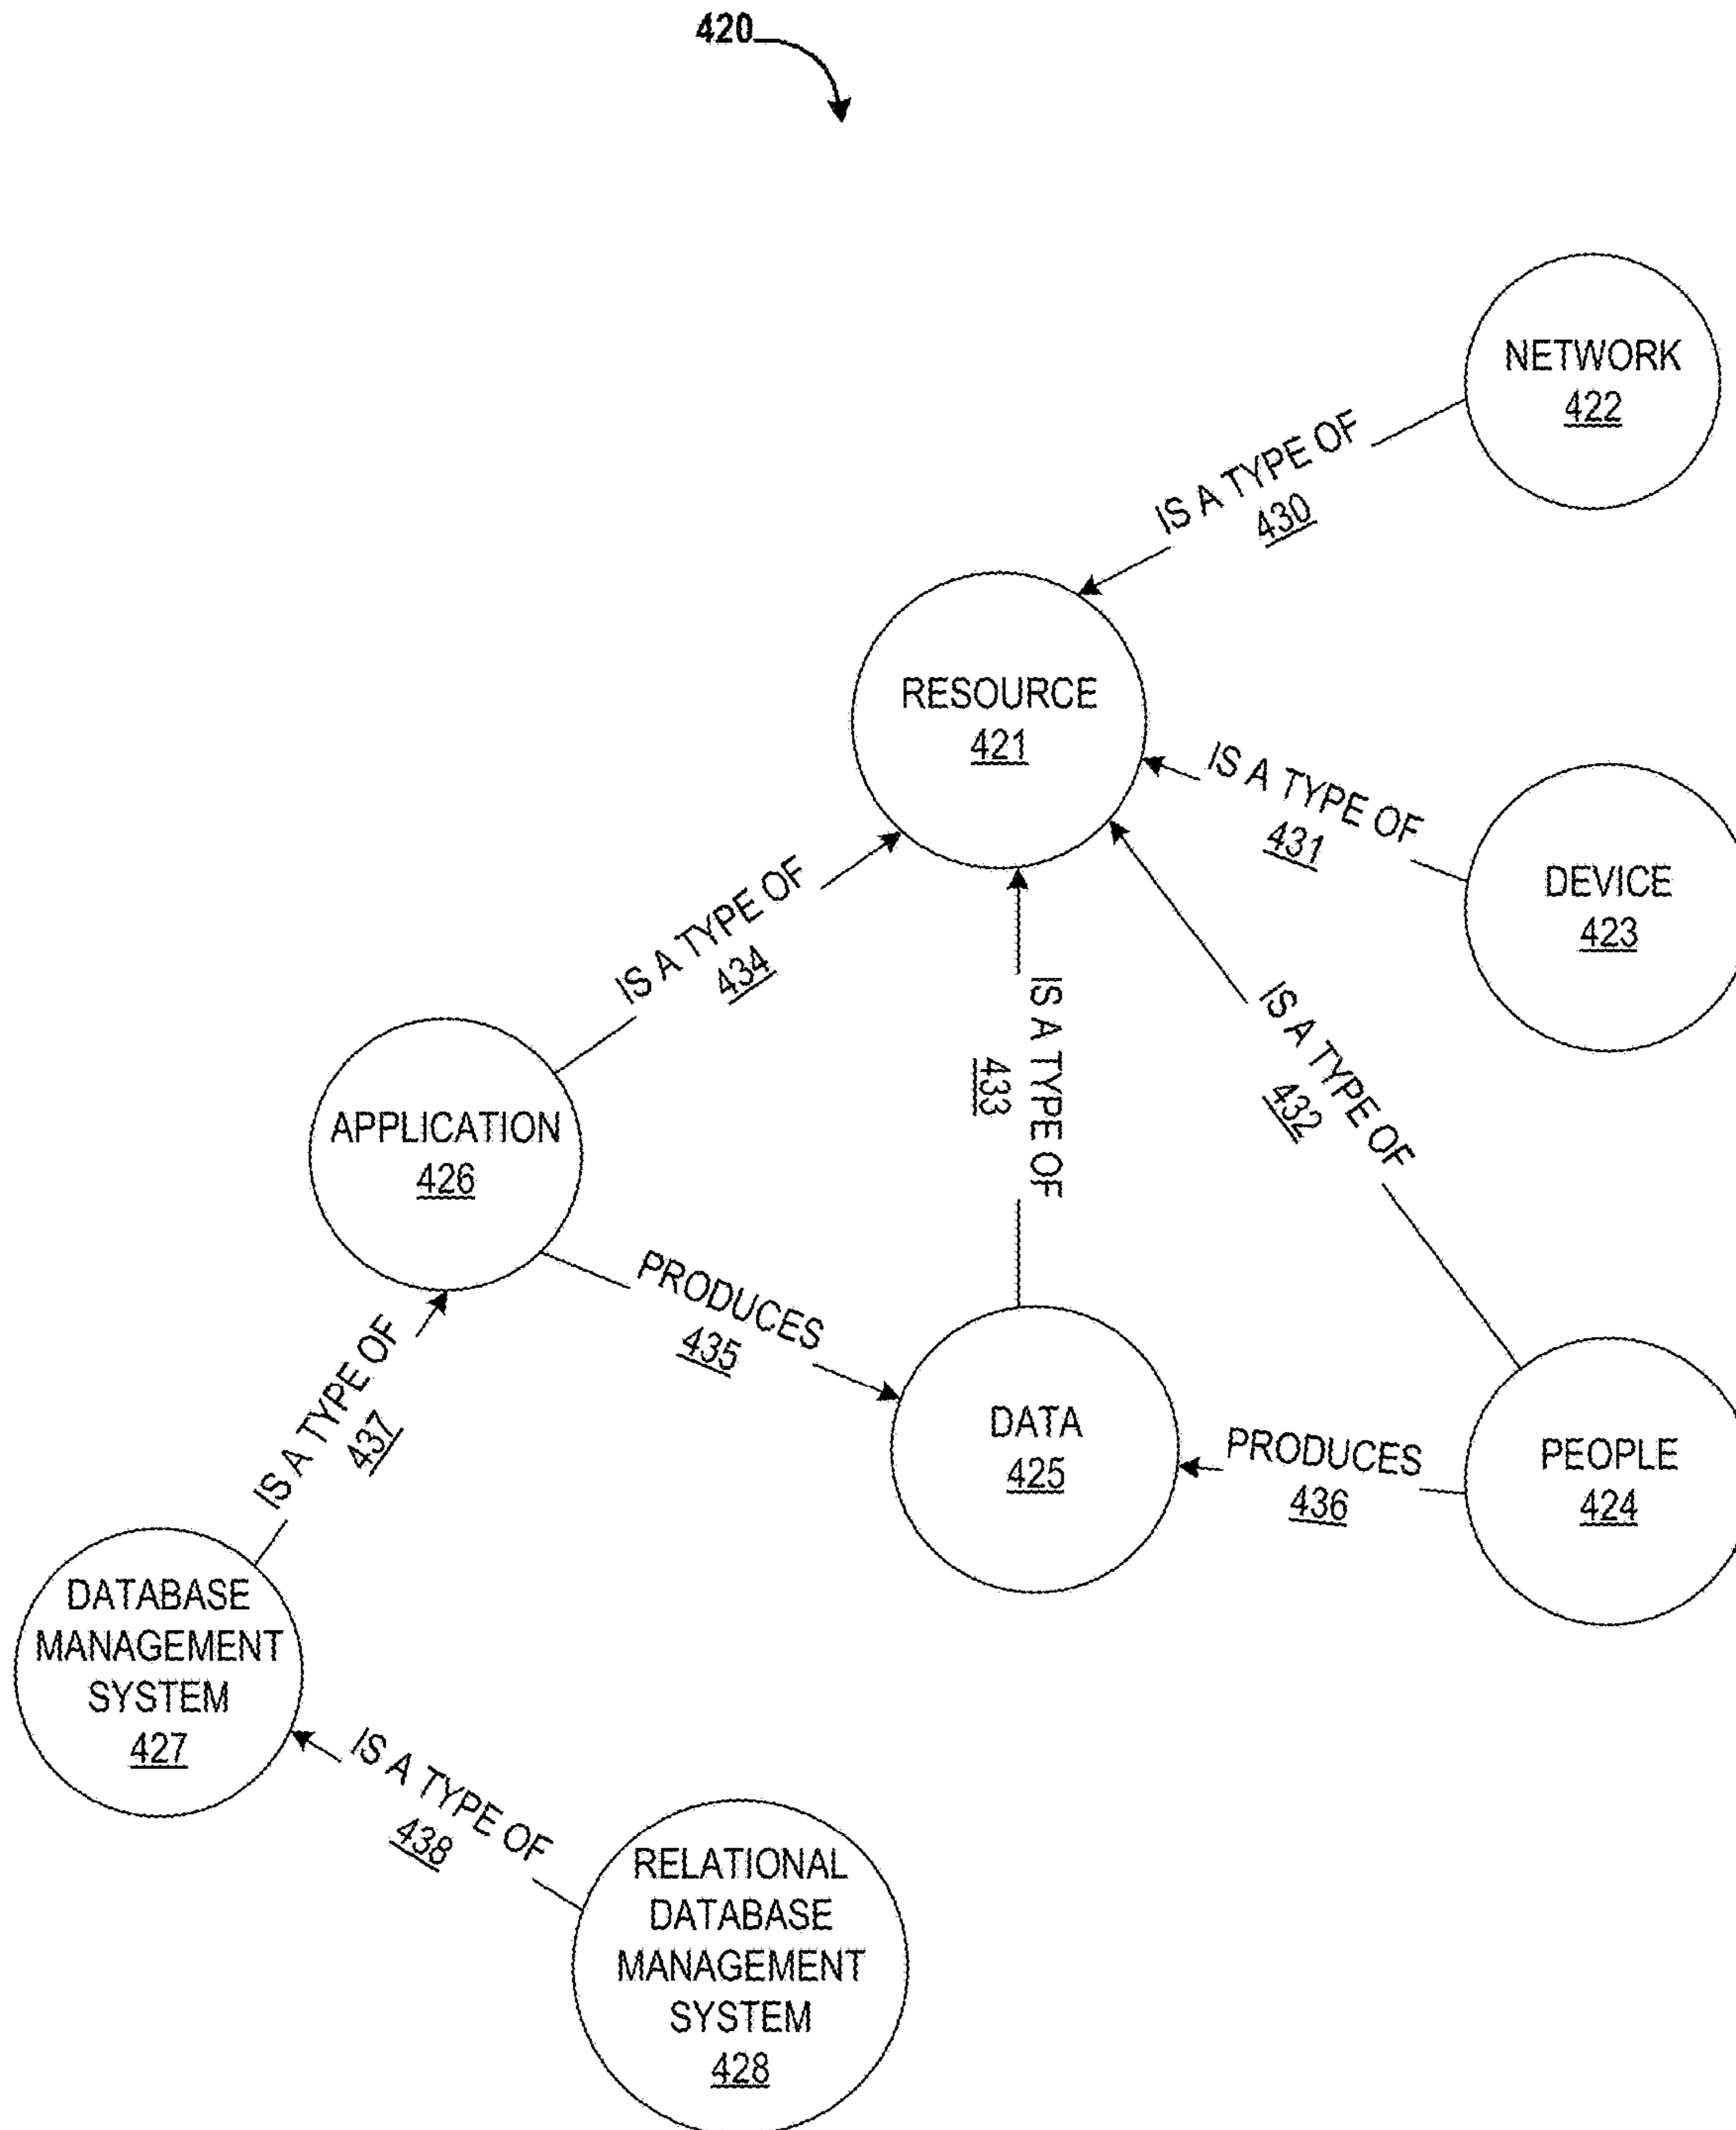 420
NETWORK
422
IS A TYPE OF
430
RESOURCE
421
IS A TYPE OF
431
DEVICE
423
IS A TYPE OF
434
IS A TYPE OF
433
IS A TYPE OF
432
APPLICATION
426
PRODUCES
435
DATA
425
PRODUCES
436
PEOPLE
424
IS A TYPE OF
437
DATABASE
MANAGEMENT
SYSTEM
427
IS A TYPE OF
438
RELATIONAL
DATABASE
MANAGEMENT
SYSTEM
428